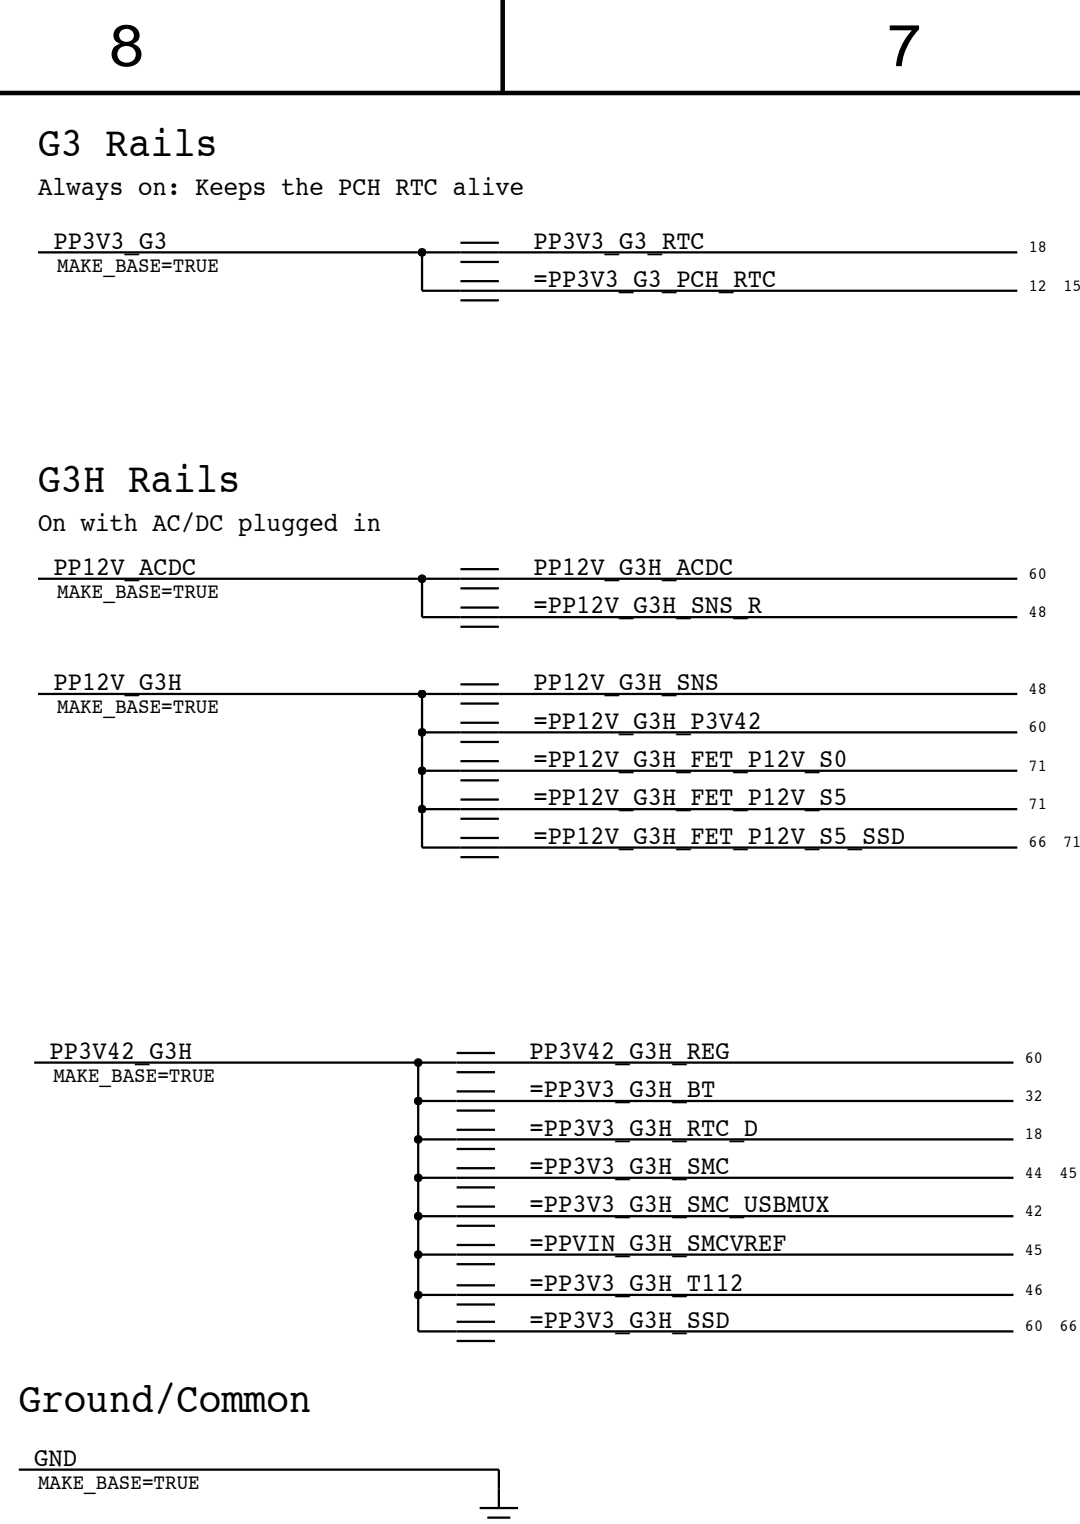 8 7
G3 Rails
Always on: Keeps the PCH RTC alive
PP3V3_G3 PP3V3_G3_RTC 18
MAKE_BASE=TRUE
=PP3V3_G3_PCH_RTC 12 15
G3H Rails
On with AC/DC plugged in
PP12V_ACDC PP12V_G3H_ACDC 60
MAKE_BASE=TRUE
=PP12V_G3H_SNS_R 48
PP12V_G3H PP12V_G3H_SNS 48
MAKE_BASE=TRUE
=PP12V_G3H_P3V42 60
=PP12V_G3H_FET_P12V_S0 71
=PP12V_G3H_FET_P12V_S5 71
=PP12V_G3H_FET_P12V_S5_SSD 66 71
PP3V42_G3H PP3V42_G3H_REG 60
MAKE_BASE=TRUE
=PP3V3_G3H_BT 32
=PP3V3_G3H_RTC_D 18
=PP3V3_G3H_SMC 44 45
=PP3V3_G3H_SMC_USBMUX 42
=PPVIN_G3H_SMCVREF 45
=PP3V3_G3H_T112 46
=PP3V3_G3H_SSD 60 66
Ground/Common
GND
MAKE_BASE=TRUE